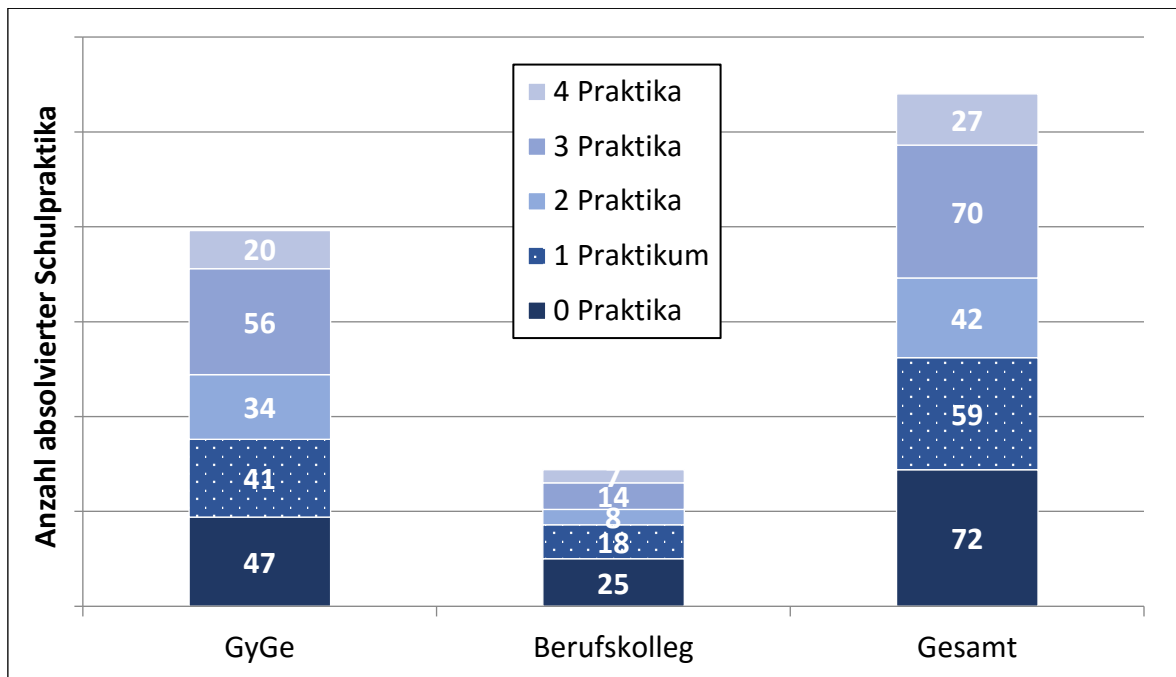 Anzahl absolvierter Schulpraktika
4 Praktika
3 Praktika
2 Praktika
1 Praktikum
0 Praktika
20
56
34
41
47
7
14
8
18
25
27
70
42
59
72
GyGe
Berufskolleg
Gesamt